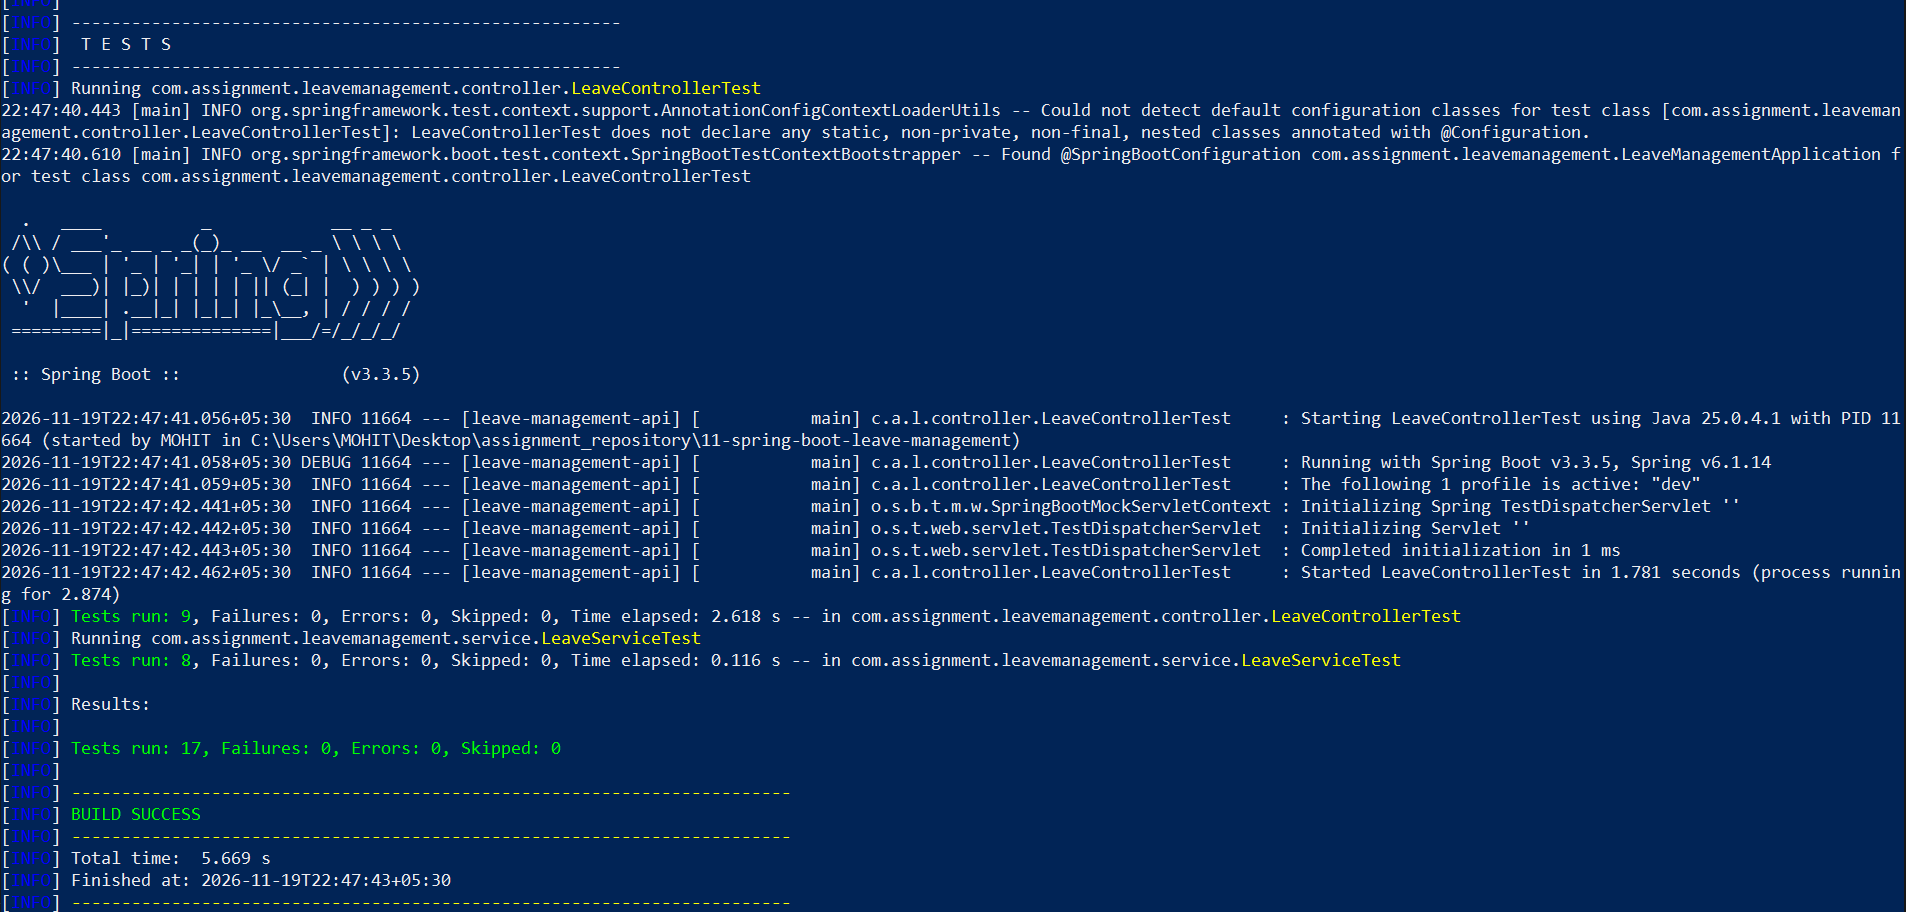 [INFO]
[INFO] -------------------------------------------------------
[INFO]  T E S T S
[INFO] -------------------------------------------------------
[INFO] Running com.assignment.leavemanagement.controller.LeaveControllerTest
22:47:40.443 [main] INFO org.springframework.test.context.support.AnnotationConfigContextLoaderUtils -- Could not detect default configuration classes for test class [com.assignment.leaveman
agement.controller.LeaveControllerTest]: LeaveControllerTest does not declare any static, non-private, non-final, nested classes annotated with @Configuration.
22:47:40.610 [main] INFO org.springframework.boot.test.context.SpringBootTestContextBootstrapper -- Found @SpringBootConfiguration com.assignment.leavemanagement.LeaveManagementApplication f
or test class com.assignment.leavemanagement.controller.LeaveControllerTest

  .   ____          _            __ _ _
 /\\ / ___'_ __ _ _(_)_ __  __ _ \ \ \ \
( ( )\___ | '_ | '_| | '_ \/ _` | \ \ \ \
 \\/  ___)| |_)| | | | | || (_| |  ) ) ) )
  '  |____| .__|_| |_|_| |_\__, | / / / /
 =========|_|==============|___/=/_/_/_/

 :: Spring Boot ::                (v3.3.5)

2026-11-19T22:47:41.056+05:30  INFO 11664 --- [leave-management-api] [           main] c.a.l.controller.LeaveControllerTest     : Starting LeaveControllerTest using Java 25.0.4.1 with PID 11
664 (started by MOHIT in C:\Users\MOHIT\Desktop\assignment_repository\11-spring-boot-leave-management)
2026-11-19T22:47:41.058+05:30 DEBUG 11664 --- [leave-management-api] [           main] c.a.l.controller.LeaveControllerTest     : Running with Spring Boot v3.3.5, Spring v6.1.14
2026-11-19T22:47:41.059+05:30  INFO 11664 --- [leave-management-api] [           main] c.a.l.controller.LeaveControllerTest     : The following 1 profile is active: "dev"
2026-11-19T22:47:42.441+05:30  INFO 11664 --- [leave-management-api] [           main] o.s.b.t.m.w.SpringBootMockServletContext : Initializing Spring TestDispatcherServlet ''
2026-11-19T22:47:42.442+05:30  INFO 11664 --- [leave-management-api] [           main] o.s.t.web.servlet.TestDispatcherServlet  : Initializing Servlet ''
2026-11-19T22:47:42.443+05:30  INFO 11664 --- [leave-management-api] [           main] o.s.t.web.servlet.TestDispatcherServlet  : Completed initialization in 1 ms
2026-11-19T22:47:42.462+05:30  INFO 11664 --- [leave-management-api] [           main] c.a.l.controller.LeaveControllerTest     : Started LeaveControllerTest in 1.781 seconds (process runnin
g for 2.874)
[INFO] Tests run: 9, Failures: 0, Errors: 0, Skipped: 0, Time elapsed: 2.618 s -- in com.assignment.leavemanagement.controller.LeaveControllerTest
[INFO] Running com.assignment.leavemanagement.service.LeaveServiceTest
[INFO] Tests run: 8, Failures: 0, Errors: 0, Skipped: 0, Time elapsed: 0.116 s -- in com.assignment.leavemanagement.service.LeaveServiceTest
[INFO]
[INFO] Results:
[INFO]
[INFO] Tests run: 17, Failures: 0, Errors: 0, Skipped: 0
[INFO]
[INFO] ------------------------------------------------------------------------
[INFO] BUILD SUCCESS
[INFO] ------------------------------------------------------------------------
[INFO] Total time:  5.669 s
[INFO] Finished at: 2026-11-19T22:47:43+05:30
[INFO] ------------------------------------------------------------------------